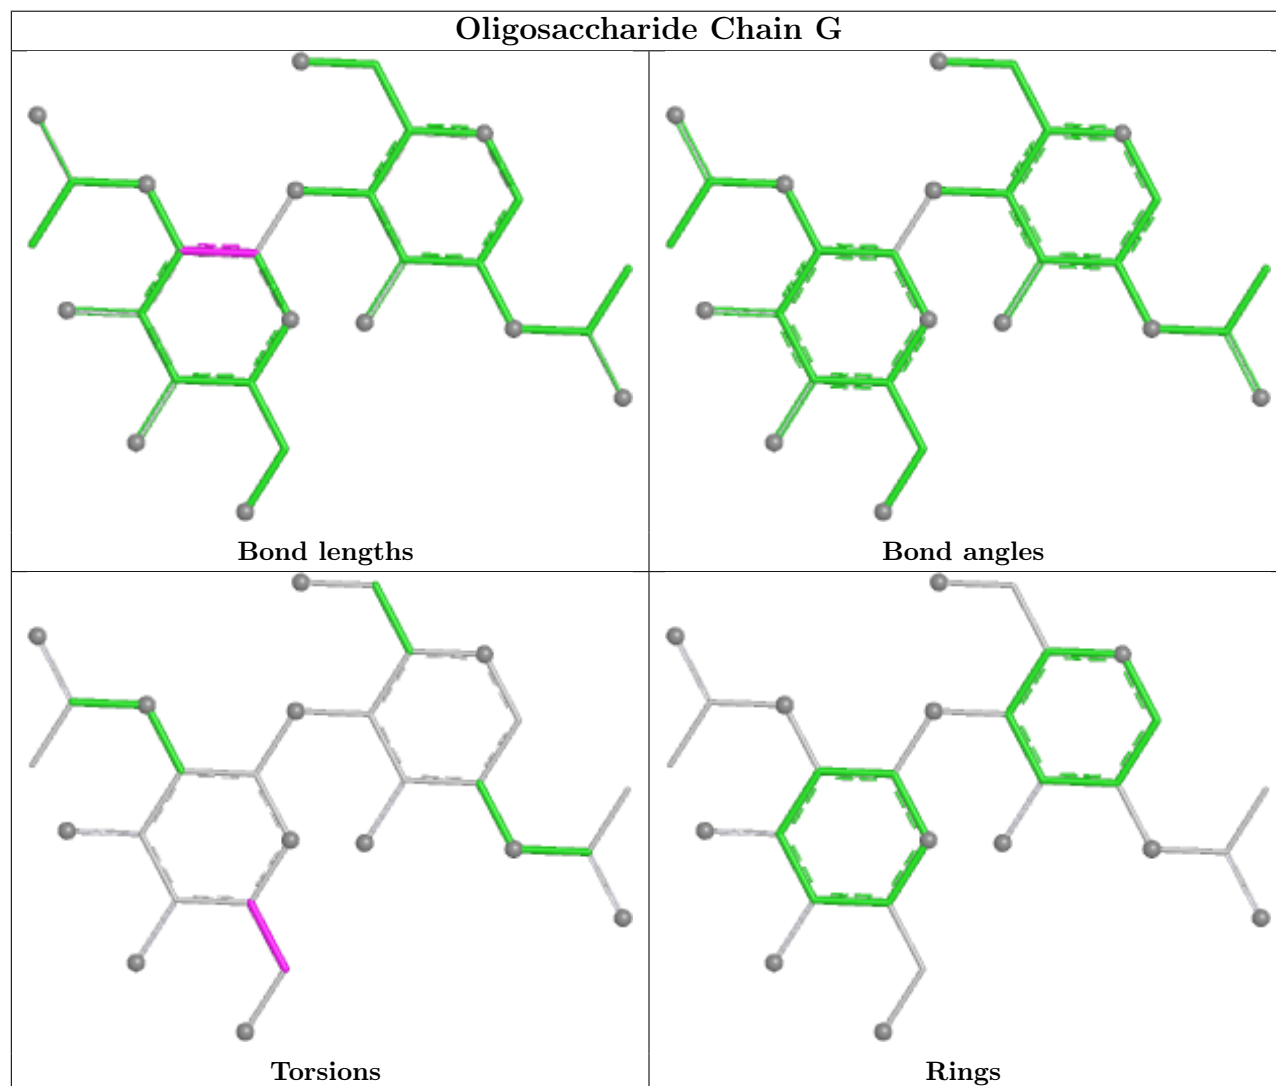 Oligosaccharide Chain G
Bond lengths
Bond angles
Torsions
Rings